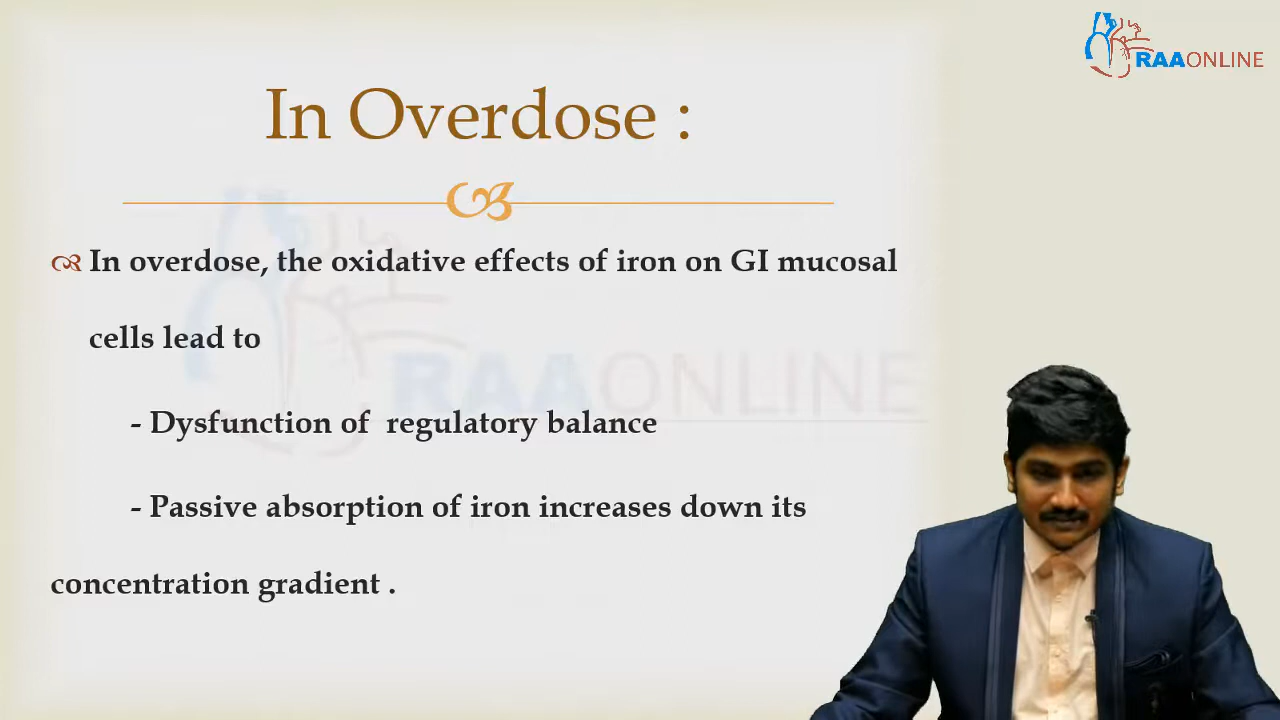 RAAONLINE
In Overdose :
In overdose, the oxidative effects of iron on GI mucosal
cells lead to
RAAONLINE
- Dysfunction of regulatory balance
- Passive absorption of iron increases down its
concentration gradient .